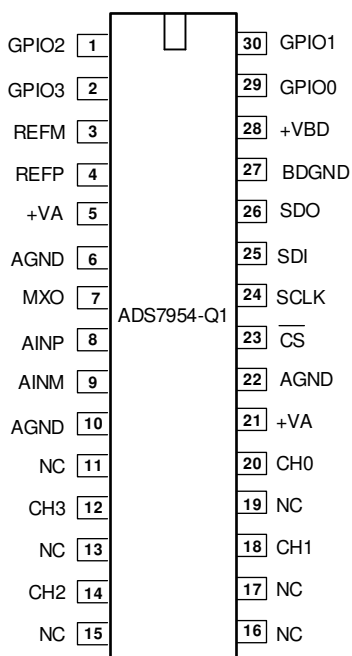 GPIO2 1 30 GPIO1
GPIO3 2 29 GPIO0
REFM 3 28 +VBD
REFP 4 27 BDGND
+VA 5 26 SDO
AGND 6 25 SDI
MXO 7 24 SCLK
ADS7954-Q1
AINP 8 23 CS
AINM 9 22 AGND
AGND 10 21 +VA
NC 11 20 CH0
CH3 12 19 NC
NC 13 18 CH1
CH2 14 17 NC
NC 15 16 NC